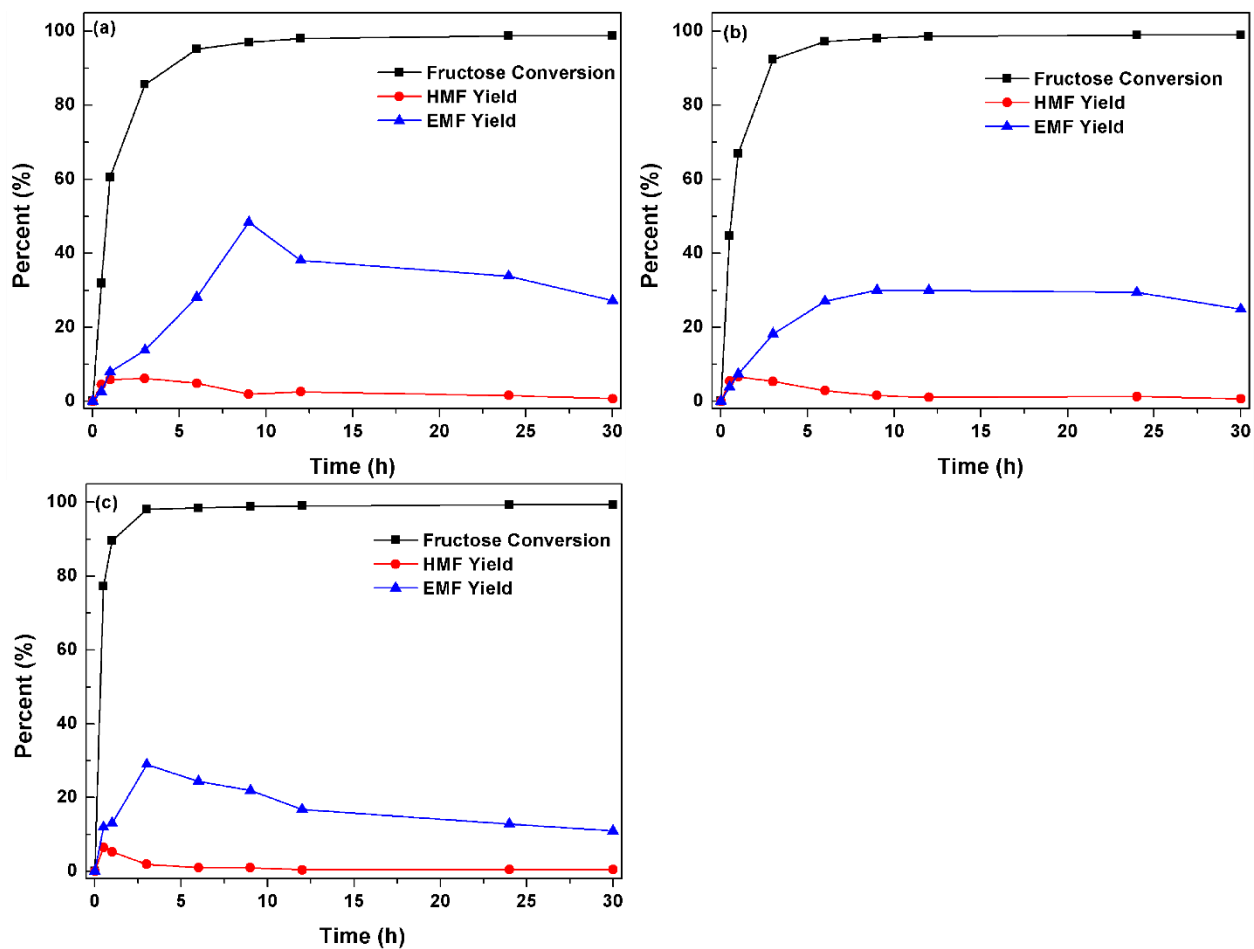 (a)
Fructose Conversion
HMF Yield
EMF Yield
Percent (%)
100
80
60
40
20
0
0 5 10 15 20 25 30
Time (h)
(b)
Fructose Conversion
HMF Yield
EMF Yield
Percent (%)
100
80
60
40
20
0
0 5 10 15 20 25 30
Time (h)
(c)
Fructose Conversion
HMF Yield
EMF Yield
Percent (%)
100
80
60
40
20
0
0 5 10 15 20 25 30
Time (h)